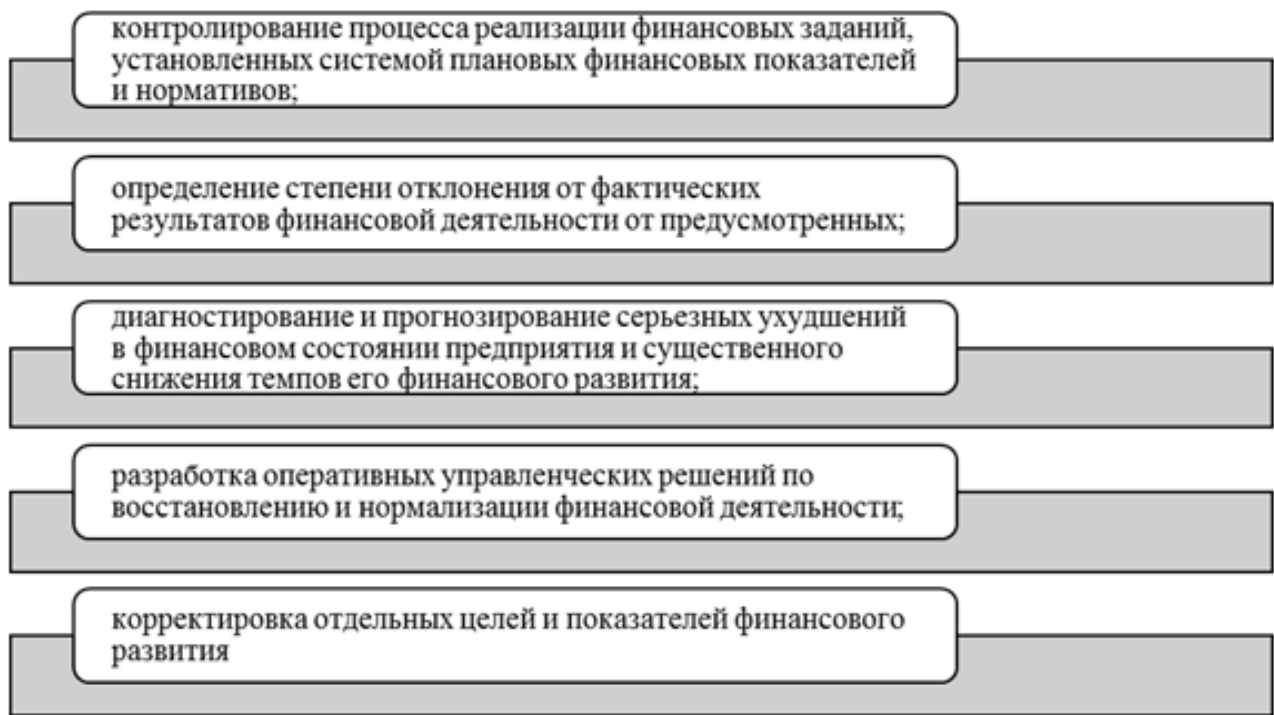 контролирование процесса реализации финансовых заданий,
установленных системой плановых финансовых показателей
и нормативов;
определение степени отклонения от фактических
результатов финансовой деятельности от предусмотренных;
диагностирование и прогнозирование серьезных ухудшений
в финансовом состоянии предприятия и существенного
снижения темпов его финансового развития;
разработка оперативных управленческих решений по
восстановлению и нормализации финансовой деятельности;
корректировка отдельных целей и показателей финансового
развития